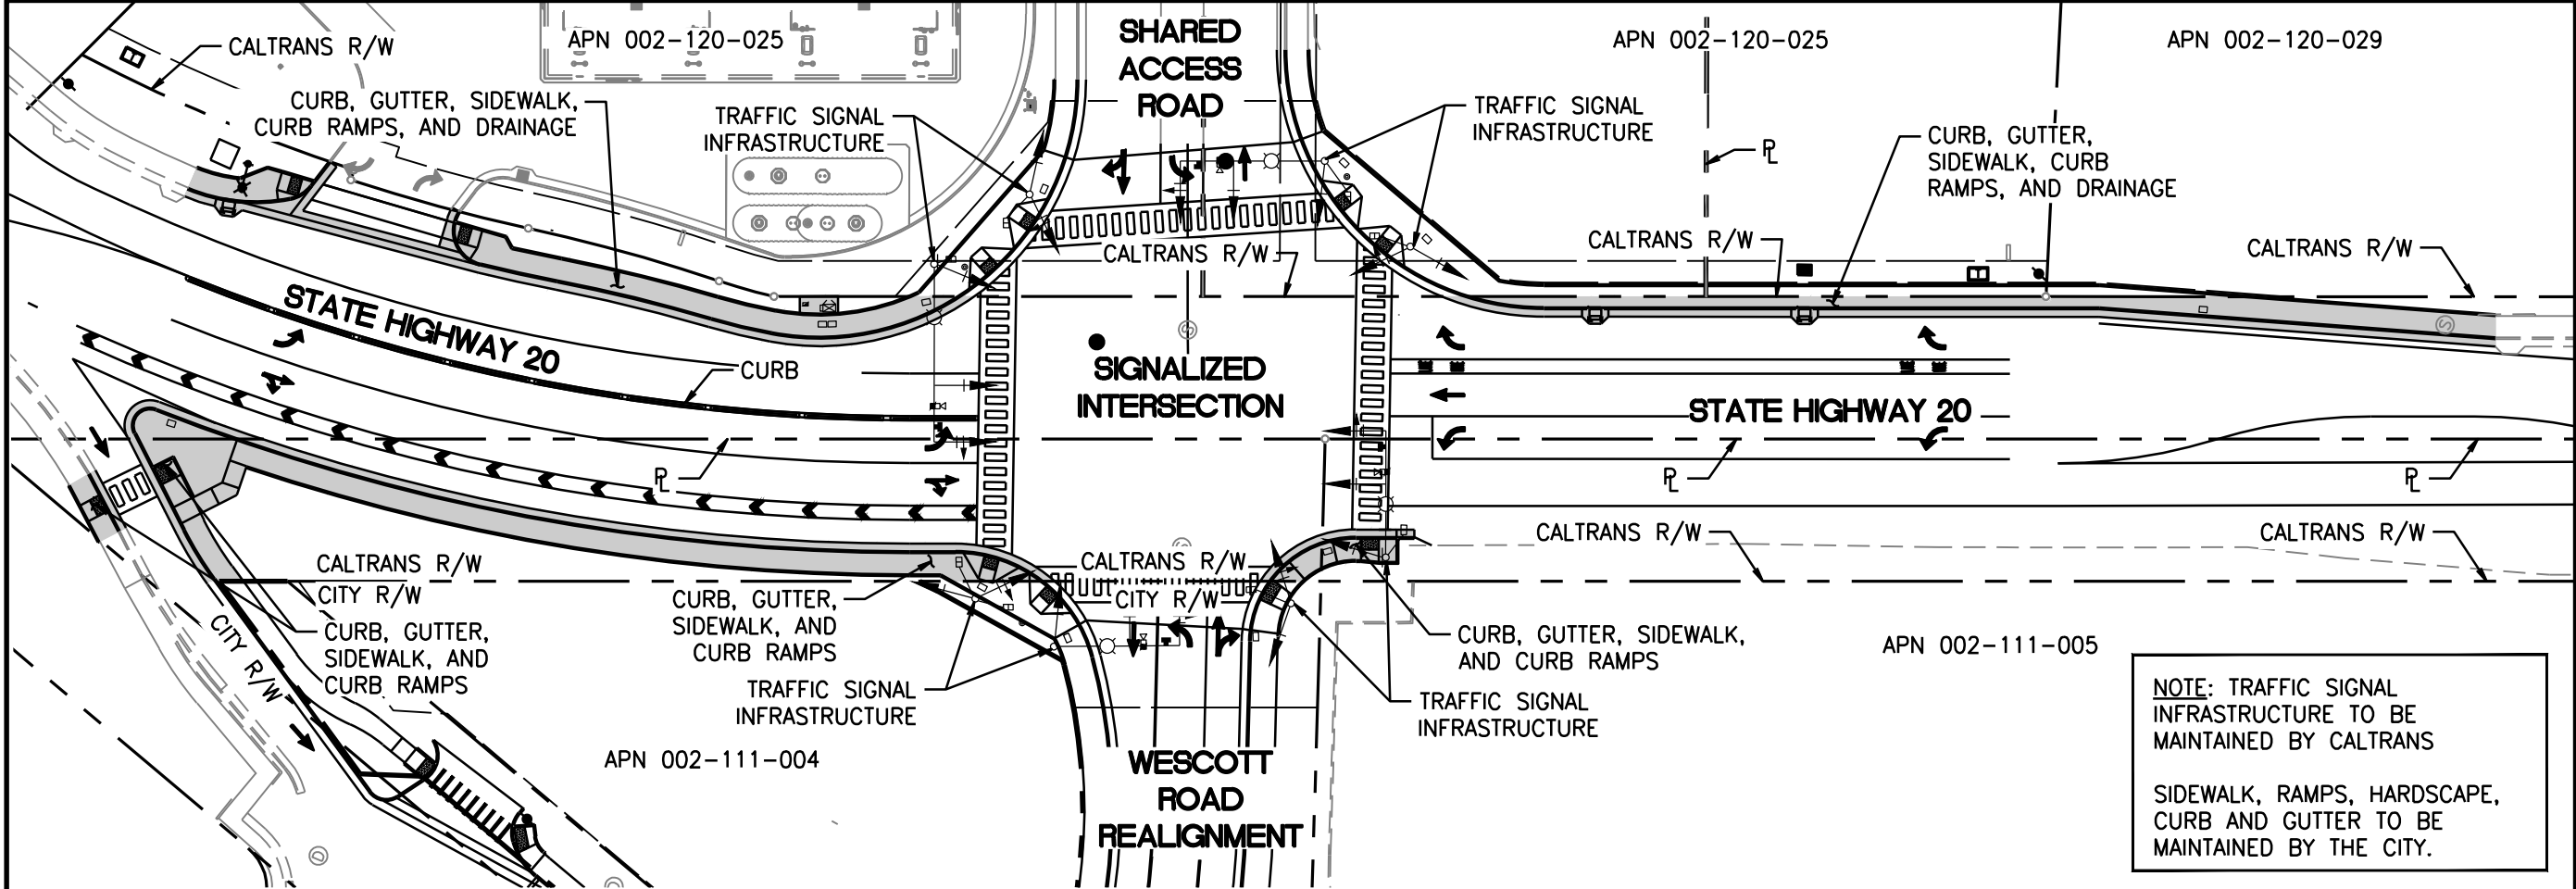 CALTRANS R/W
APN 002-120-025
SHARED
ACCESS
ROAD
APN 002-120-025
APN 002-120-029
CURB, GUTTER, SIDEWALK,
CURB RAMPS, AND DRAINAGE
TRAFFIC SIGNAL
INFRASTRUCTURE
TRAFFIC SIGNAL
INFRASTRUCTURE
PL
CURB, GUTTER,
SIDEWALK, CURB
RAMPS, AND DRAINAGE
CALTRANS R/W
CALTRANS R/W
CALTRANS R/W
STATE HIGHWAY 20
CURB
S
SIGNALIZED
INTERSECTION
S
STATE HIGHWAY 20
PL
PL
PL
CALTRANS R/W
CALTRANS R/W
CALTRANS R/W
CITY R/W
CURB, GUTTER,
SIDEWALK, AND
CURB RAMPS
CITY R/W
CURB, GUTTER,
SIDEWALK, AND
CURB RAMPS
CALTRANS R/W
CITY R/W
CURB, GUTTER, SIDEWALK,
AND CURB RAMPS
APN 002-111-005
TRAFFIC SIGNAL
INFRASTRUCTURE
TRAFFIC SIGNAL
INFRASTRUCTURE
APN 002-111-004
WESCOTT
ROAD
REALIGNMENT
D
NOTE: TRAFFIC SIGNAL
INFRASTRUCTURE TO BE
MAINTAINED BY CALTRANS
SIDEWALK, RAMPS, HARDSCAPE,
CURB AND GUTTER TO BE
MAINTAINED BY THE CITY.